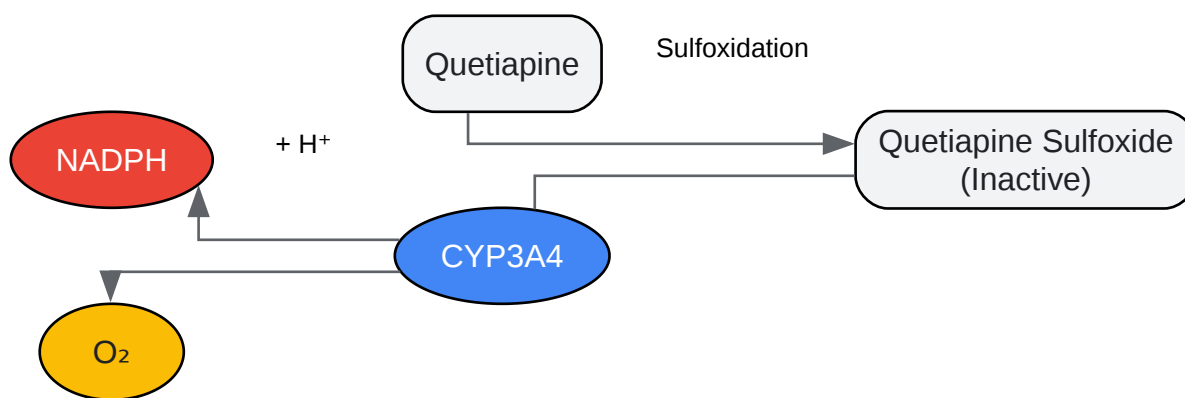 Quetiapine
Sulfoxidation
+ H⁺
NADPH
Quetiapine Sulfoxide
(Inactive)
CYP3A4
O₂